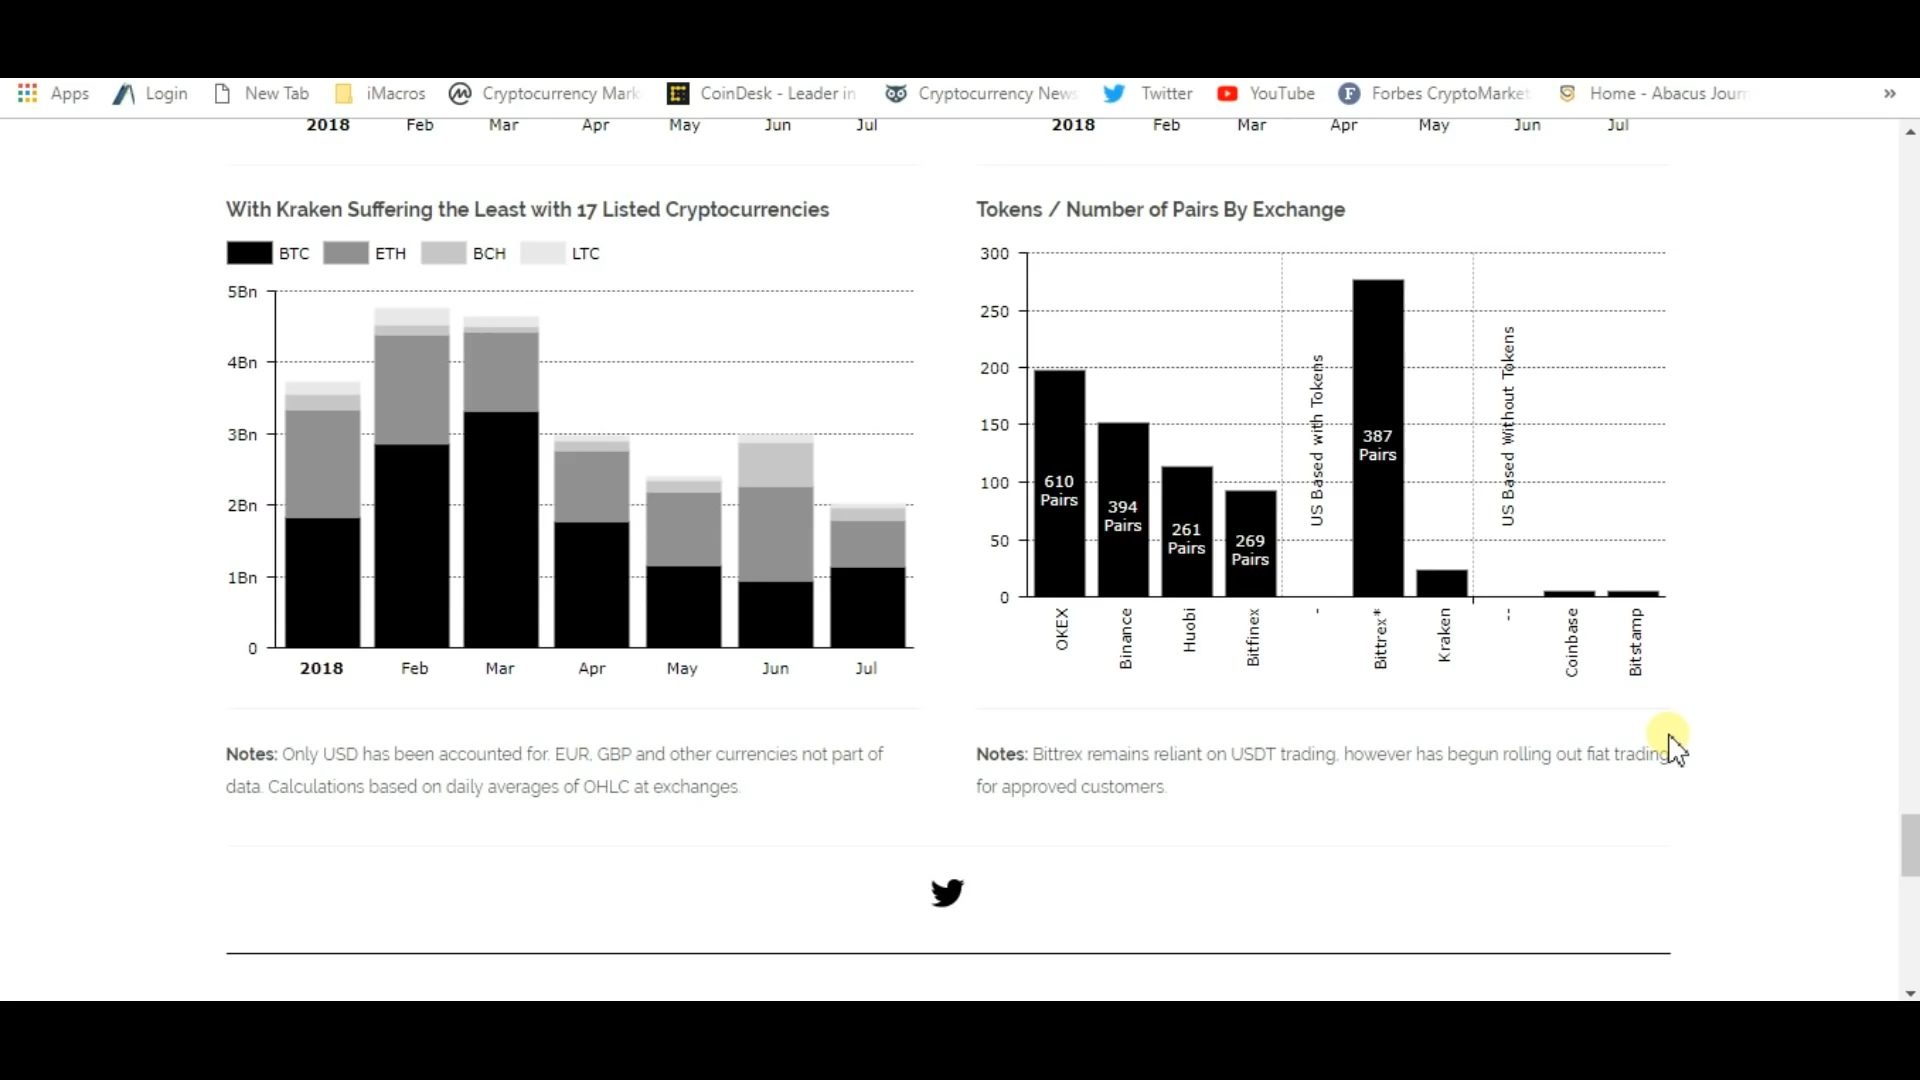 Apps Login New Tab iMacros Cryptocurrency Mark CoinDesk - Leader in Cryptocurrency News Twitter YouTube Forbes CryptoMarket Home - Abacus Journ »
2018 Feb Mar Apr May Jun Jul
2018 Feb Mar Apr May Jun Jul
With Kraken Suffering the Least with 17 Listed Cryptocurrencies
BTC ETH BCH LTC
5Bn
4Bn
3Bn
2Bn
1Bn
0
2018 Feb Mar Apr May Jun Jul
Notes: Only USD has been accounted for. EUR, GBP and other currencies not part of
data. Calculations based on daily averages of OHLC at exchanges.
Tokens / Number of Pairs By Exchange
300
250
200
150
100
50
0
610
Pairs
394
Pairs
261
Pairs
269
Pairs
US Based with Tokens
387
Pairs
US Based Without Tokens
OKEX
Binance
Huobi
Bitfinex
-
Bittrex*
Kraken
--
Coinbase
Bitstamp
Notes: Bittrex remains reliant on USDT trading, however has begun rolling out fiat trading
for approved customers.